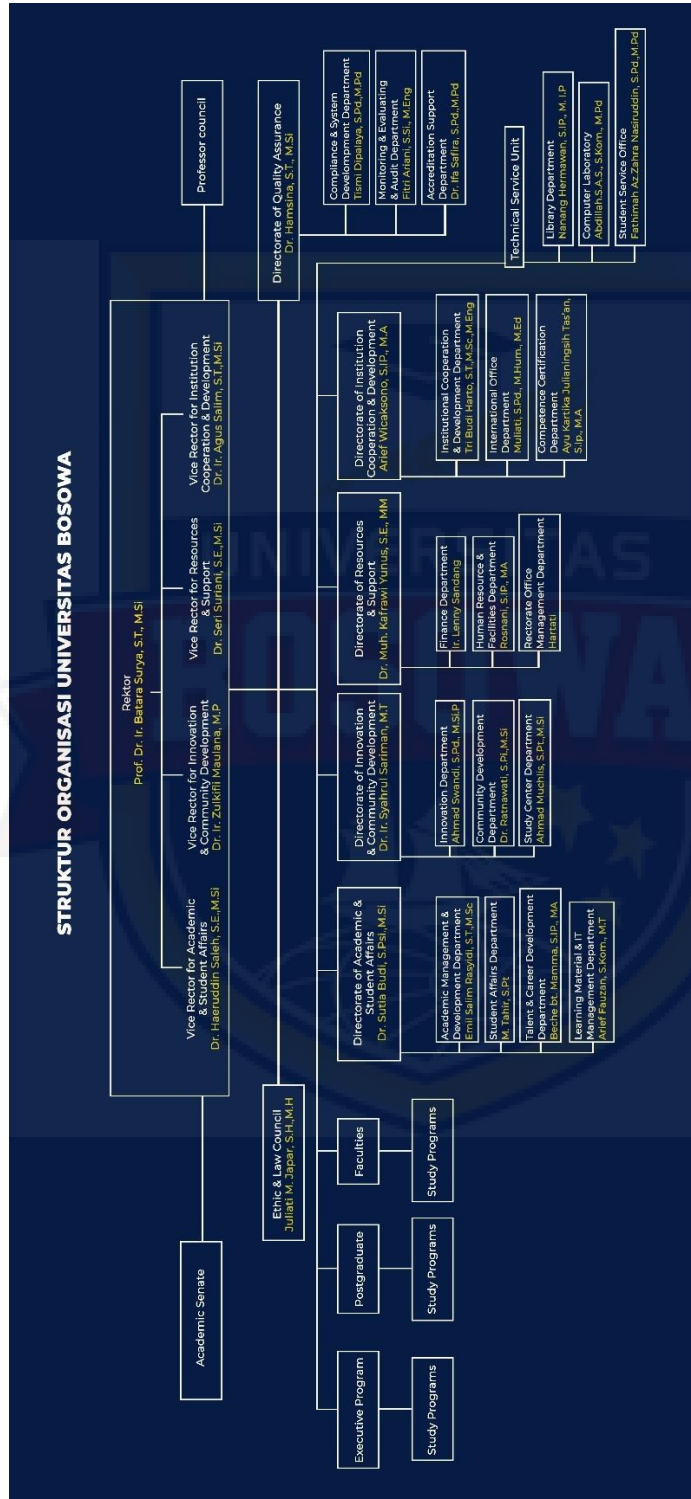 STRUKTUR ORGANISASI UNIVERSITAS BOSOWA
Rektor
Prof. Dr. Ir. Batara Surya, S.T., M.Si
Vice Rector for Academic
& Student Affairs
Dr. Haeruddin Saleh, S.E.,M.Si
Vice Rector for Innovation
& Community Development
Dr. Ir. Zulkifli Maulana, M,P
Vice Rector for Resources
& Support
Dr. Seri Suriani, S.E.,M.Si
Vice Rector for Institution
Cooperation & Development
Dr. Ir. Agus Salim, S.T.,M.Si
Academic Senate
Professor council
Ethic & Law Council
Juliati M. Japar, S.H.,M.H
Directorate of Quality Assurance
Dr. Hamsina, S.T., M.Si
Compliance & System
Development Department
Tismi Dipalaya, S.Pd.,M.Pd
Monitoring & Evaluating
& Audit Department
Fitri Ariani, S.Si., M.Eng
Accreditation Support
Department
Dr. Ifa Safira, S.Pd.,M.Pd
Executive Program
Study Programs
Postgraduate
Study Programs
Faculties
Study Programs
Directorate of Academic &
Student Affairs
Dr. Sutia Budi, S.Psi.,M.Si
Academic Management &
Development Department
Emil Salim Rasyidi, S.T.,M.Sc
Student Affairs Department
M. Tahir, S.Pt
Talent & Career Development
Department
Beche bt. Mamma, S.IP., MA
Learning Material & IT
Management Department
Arief Fauzan, S.Kom., M.T
Directorate of Innovation
& Community Development
Dr. Ir. Syahrul Sariman, M.T
Innovation Department
Ahmad Swandi, S.Pd., M.Si.P
Community Development
Department
Dr. Ratnawati, S.Pi.,M.Si
Study Center Department
Ahmad Muchlis, S.Pt.,M.Si
Directorate of Resources
& Support
Dr. Muh. Kafrawi Yunus, S.E., MM
Finance Department
Ir. Lenny Sandang
Human Resource &
Facilities Department
Rosnani, S.IP., MA
Rectorate Office
Management Department
Hartati
Directorate of Institution
Cooperation & Development
Arief Wicaksono, S.IP., M.A
Institutional Cooperation
& Development Department
Tri Budi Harto, S.T.,M.Sc.,M.Eng
International Office
Department
Muliati, S.Pd., M.Hum., M.Ed
Competence Certification
Department
Ayu Kartika Julianingsih Tas'an,
S.Ip., M.A
Technical Service Unit
Library Department
Nanang Hermawan, S.IP., M. I.P
Computer Laboratory
Abdillah.S.A.S., S.Kom., M.Pd
Student Service Office
Fathimah Az.Zahra Nasiruddin, S.Pd.,M.Pd
UNIVERSITAS
BOSOWA